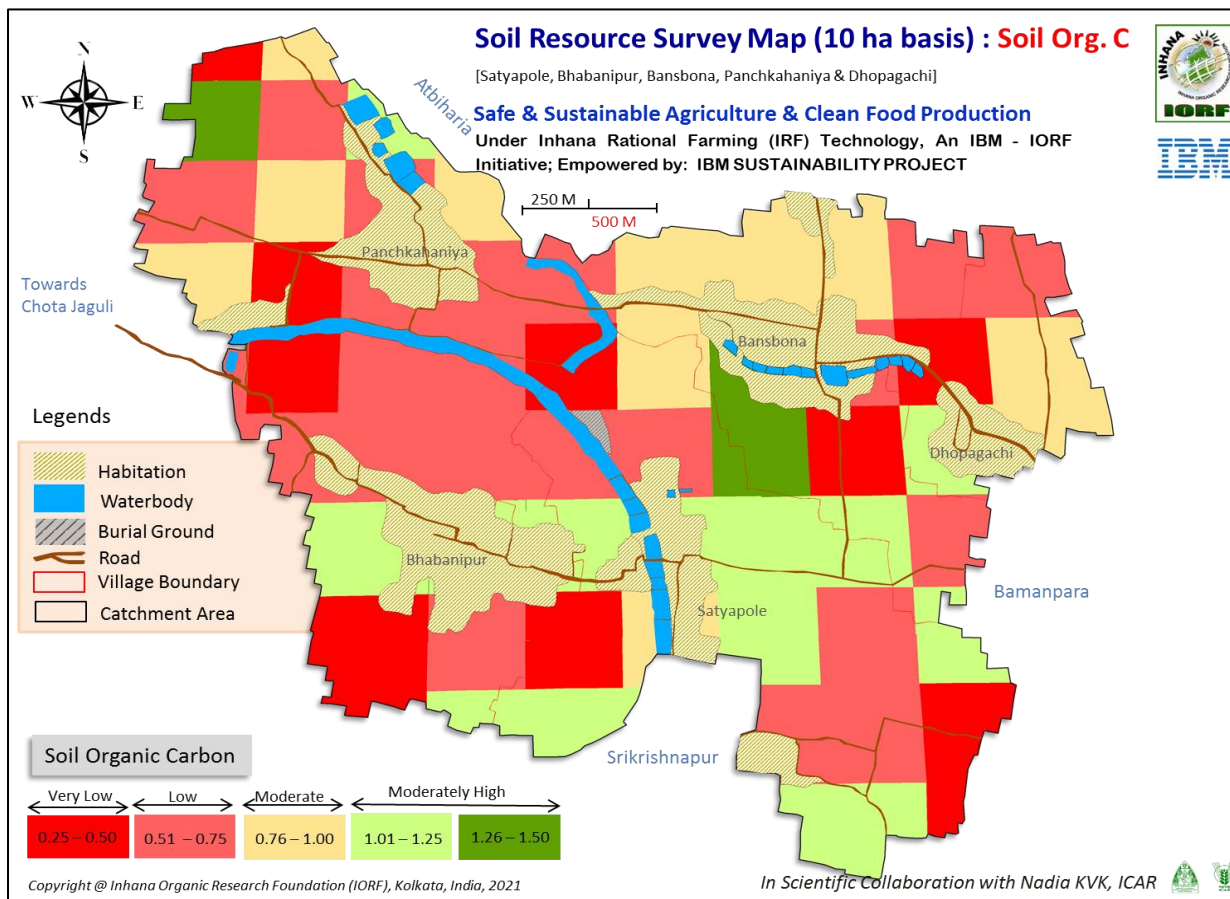 Soil Resource Survey Map (10 ha basis) : Soil Org. C
[Satyapole, Bhabanipur, Bansbona, Panchkahaniya & Dhopagachi]
Safe & Sustainable Agriculture & Clean Food Production
Under Inhana Rational Farming (IRF) Technology, An IBM - IORF
Initiative; Empowered by: IBM SUSTAINABILITY PROJECT
INHANA ORGANIC RESEARCH
IORF
IBM
N
W
E
S
Atbiharia
250 M
500 M
Panchkahaniya
Towards
Chota Jaguli
Bansbona
Dhopagachi
Bhabanipur
Satyapole
Bamanpara
Srikrishnapur
Legends
Habitation
Waterbody
Burial Ground
Road
Village Boundary
Catchment Area
Soil Organic Carbon
Very Low
Low
Moderate
Moderately High
0.25 – 0.50
0.51 – 0.75
0.76 – 1.00
1.01 – 1.25
1.26 – 1.50
Copyright @ Inhana Organic Research Foundation (IORF), Kolkata, India, 2021
In Scientific Collaboration with Nadia KVK, ICAR